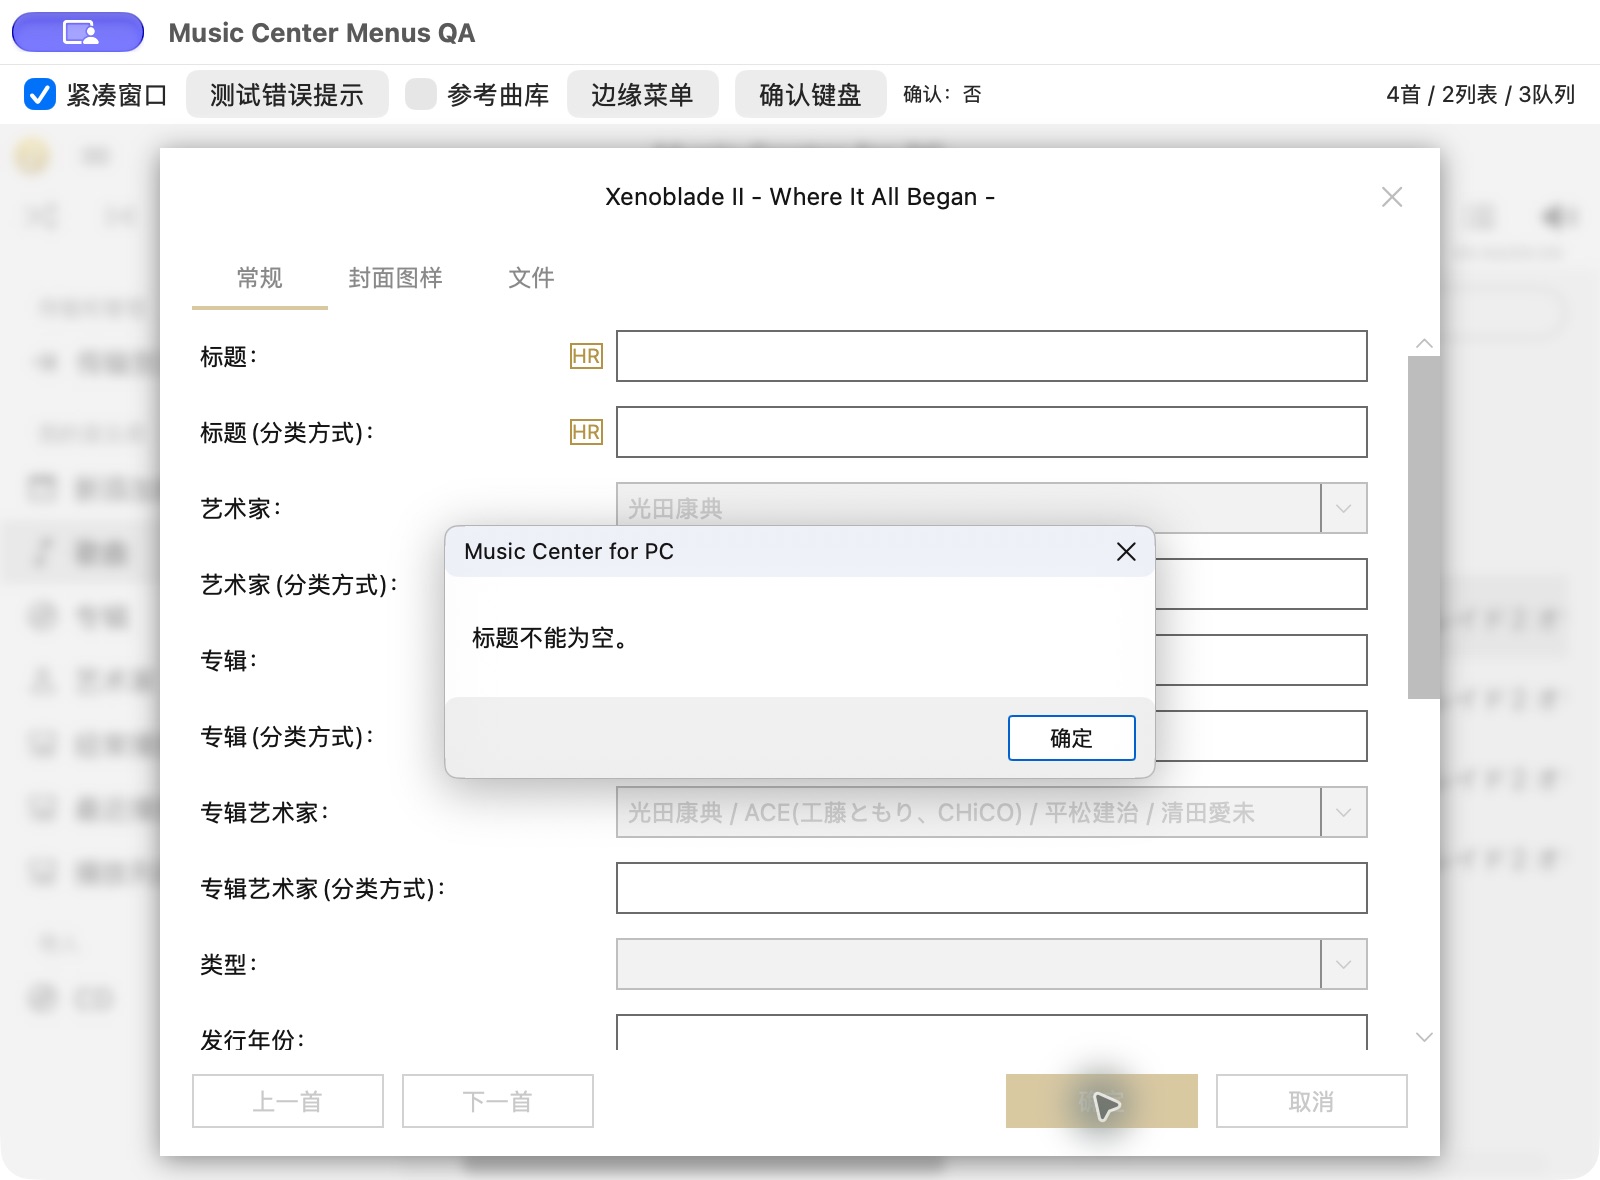 Music Center Menus QA
紧凑窗口 测试错误提示 参考曲库 边缘菜单 确认键盘 确认：否 4首 / 2列表 / 3队列
Xenoblade II - Where It All Began -
常规 封面图样 文件
标题: HR
标题(分类方式): HR
艺术家: 光田康典
艺术家(分类方式):
专辑:
专辑(分类方式):
Music Center for PC
标题不能为空。
确定
专辑艺术家: 光田康典 / ACE(工藤ともり、CHiCO) / 平松建治 / 清田愛未
专辑艺术家(分类方式):
类型:
发行年份:
上一首 下一首 取消